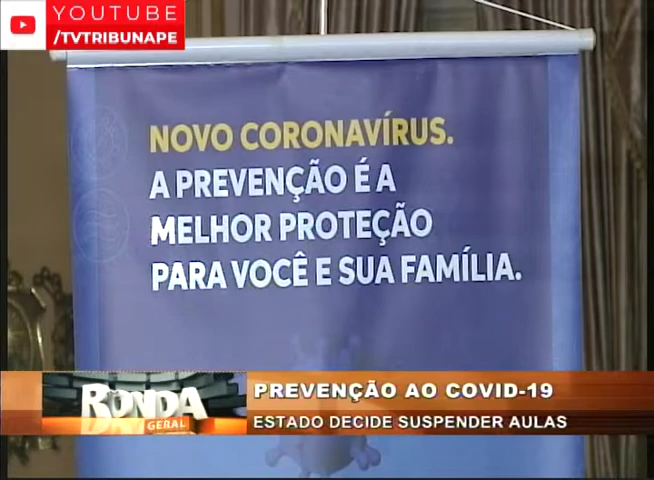 YOUTUBE
/TVTRIBUNAPE
NOVO CORONAVÍRUS.
A PREVENÇÃO É A
MELHOR PROTEÇÃO
PARA VOCÊ E SUA FAMÍLIA.
RONDA
GERAL
PREVENÇÃO AO COVID-19
ESTADO DECIDE SUSPENDER AULAS